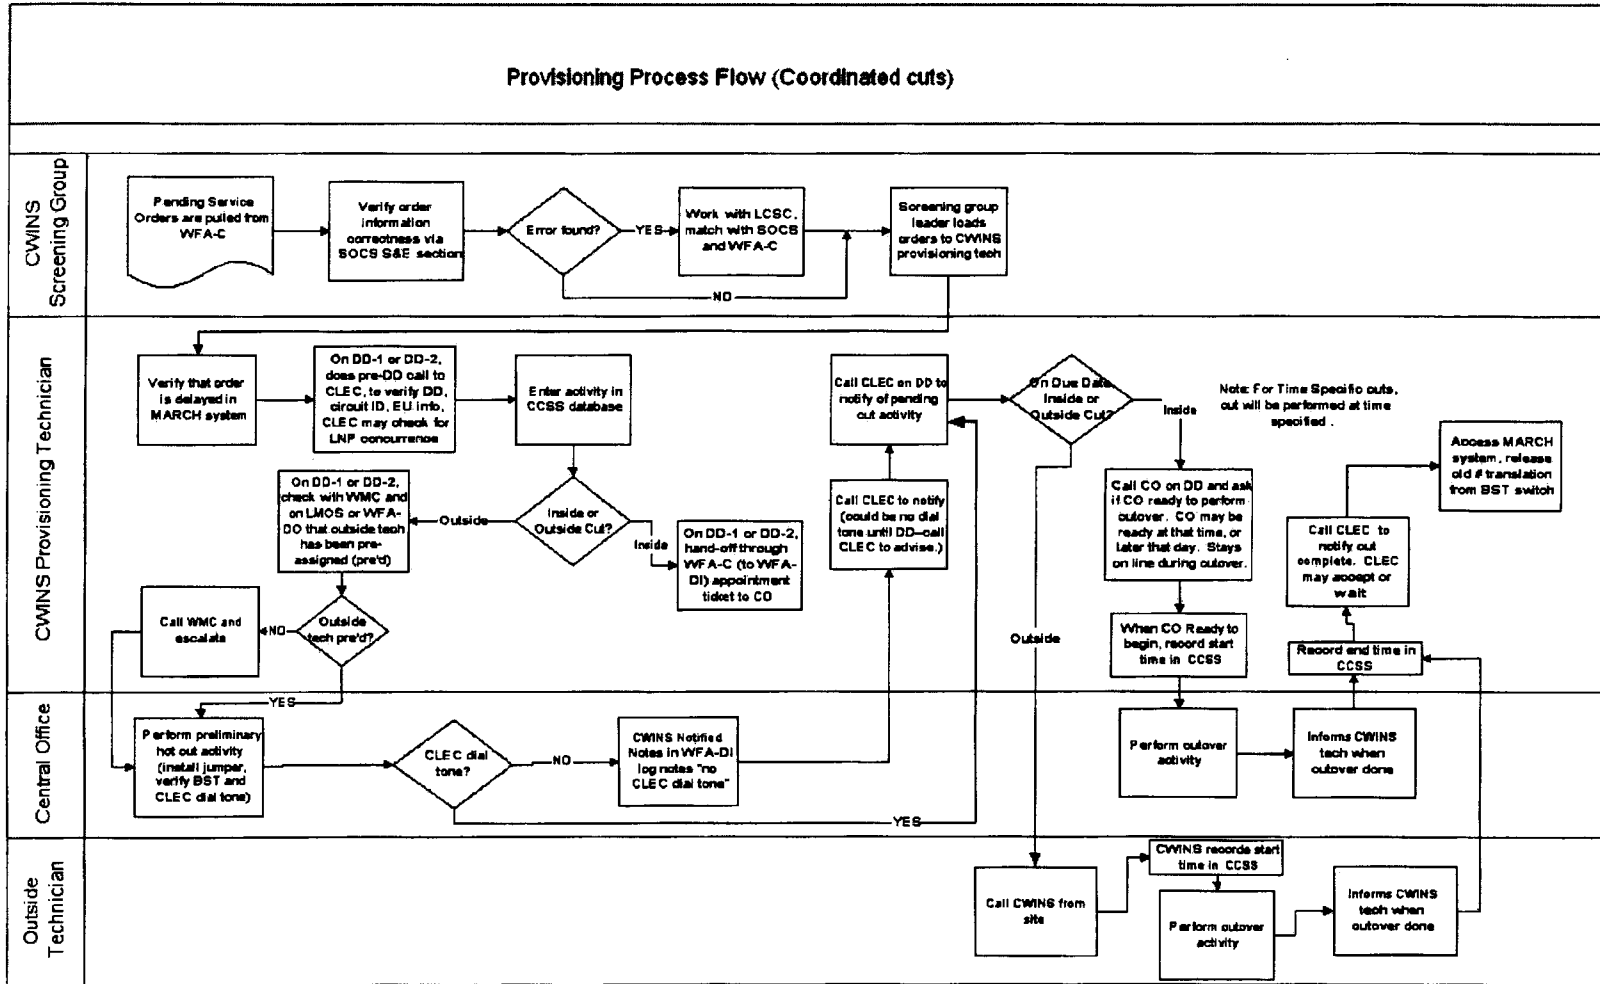 Provisioning Process Flow (Coordinated cuts)
CWINS
Screening Group
Pending Service
Orders are pulled from
WFA-C
Verify order
information
correctness via
SOCS S&E section
Error found?
YES
NO
Work with LCSC,
match with SOCS
and WFA-C
Screening group
leader loads
orders to CWINS
provisioning tech
CWINS Provisioning Technician
Verify that order
is delayed in
MARCH system
On DD-1 or DD-2,
does pre-DD call to
CLEC, to verify DD,
circuit ID, EU info,
CLEC may check for
LNP concurrence
Enter activity in
CCSS database
Inside or
Outside Cut?
Outside
Inside
On DD-1 or DD-2,
check with WMC and
on LMOS or WFA-
DO that outside tech
has been pre-
assigned (pre'd)
On DD-1 or DD-2,
hand-off through
WFA-C (to WFA-
DI) appointment
ticket to CO
Outside
tech pre'd?
NO
YES
Call WMC and
escalate
Call CLEC on DD to
notify of pending
cut activity
Call CLEC to notify
(could be no dial
tone until DD--call
CLEC to advise.)
On Due Date,
Inside or
Outside Cut?
Inside
Outside
Note: For Time Specific cuts,
cut will be performed at time
specified .
Call CO on DD and ask
if CO ready to perform
cutover. CO may be
ready at that time, or
later that day. Stays
on line during cutover.
When CO Ready to
begin, record start
time in CCSS
Access MARCH
system, release
old # translation
from BST switch
Call CLEC to
notify cut
complete. CLEC
may accept or
wait
Record end time in
CCSS
Central Office
Perform preliminary
hot cut activity
(install jumper,
verify BST and
CLEC dial tone)
CLEC dial
tone?
NO
YES
CWINS Notified
Notes in WFA-DI
log notes "no
CLEC dial tone"
Perform cutover
activity
Informs CWINS
tech when
cutover done
Outside
Technician
Call CWINS from
site
CWINS records start
time in CCSS
Perform cutover
activity
Informs CWINS
tech when
cutover done